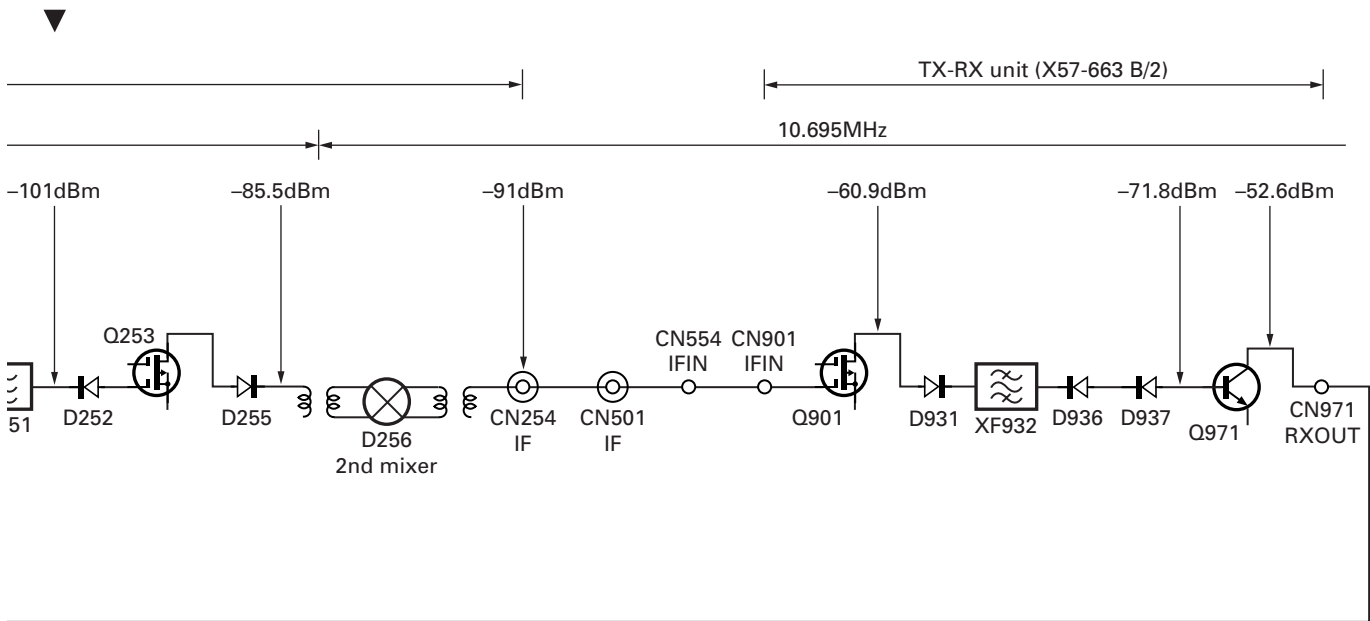 TX-RX unit (X57-663 B/2)
10.695MHz
–101dBm
–85.5dBm
–91dBm
–60.9dBm
–71.8dBm
–52.6dBm
Q253
CN554
IFIN
CN901
IFIN
51
D252
D255
D256
2nd mixer
CN254
IF
CN501
IF
Q901
D931
XF932
D936
D937
Q971
CN971
RXOUT